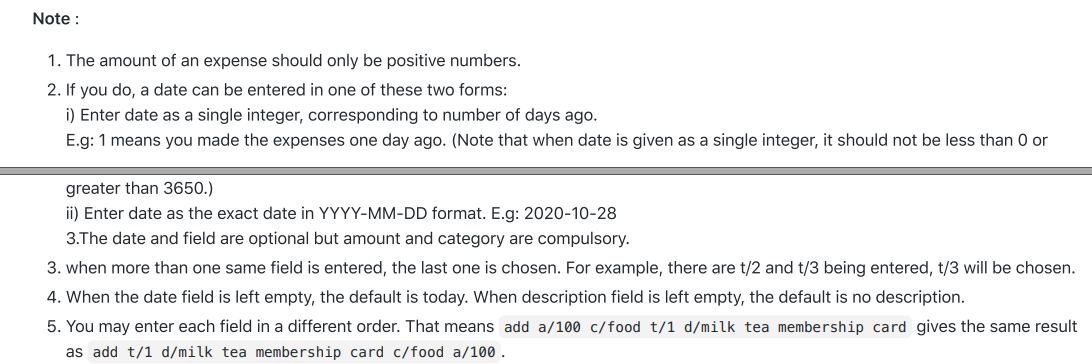 Note :
1. The amount of an expense should only be positive numbers.
2. If you do, a date can be entered in one of these two forms:
i) Enter date as a single integer, corresponding to number of days ago.
E.g: 1 means you made the expenses one day ago. (Note that when date is given as a single integer, it should not be less than 0 or
greater than 3650.)
ii) Enter date as the exact date in YYYY-MM-DD format. E.g: 2020-10-28
3.The date and field are optional but amount and category are compulsory.
3. when more than one same field is entered, the last one is chosen. For example, there are t/2 and t/3 being entered, t/3 will be chosen.
4. When the date field is left empty, the default is today. When description field is left empty, the default is no description.
5. You may enter each field in a different order. That means add a/100 c/food t/1 d/milk tea membership card gives the same result
as add t/1 d/milk tea membership card c/food a/100 .